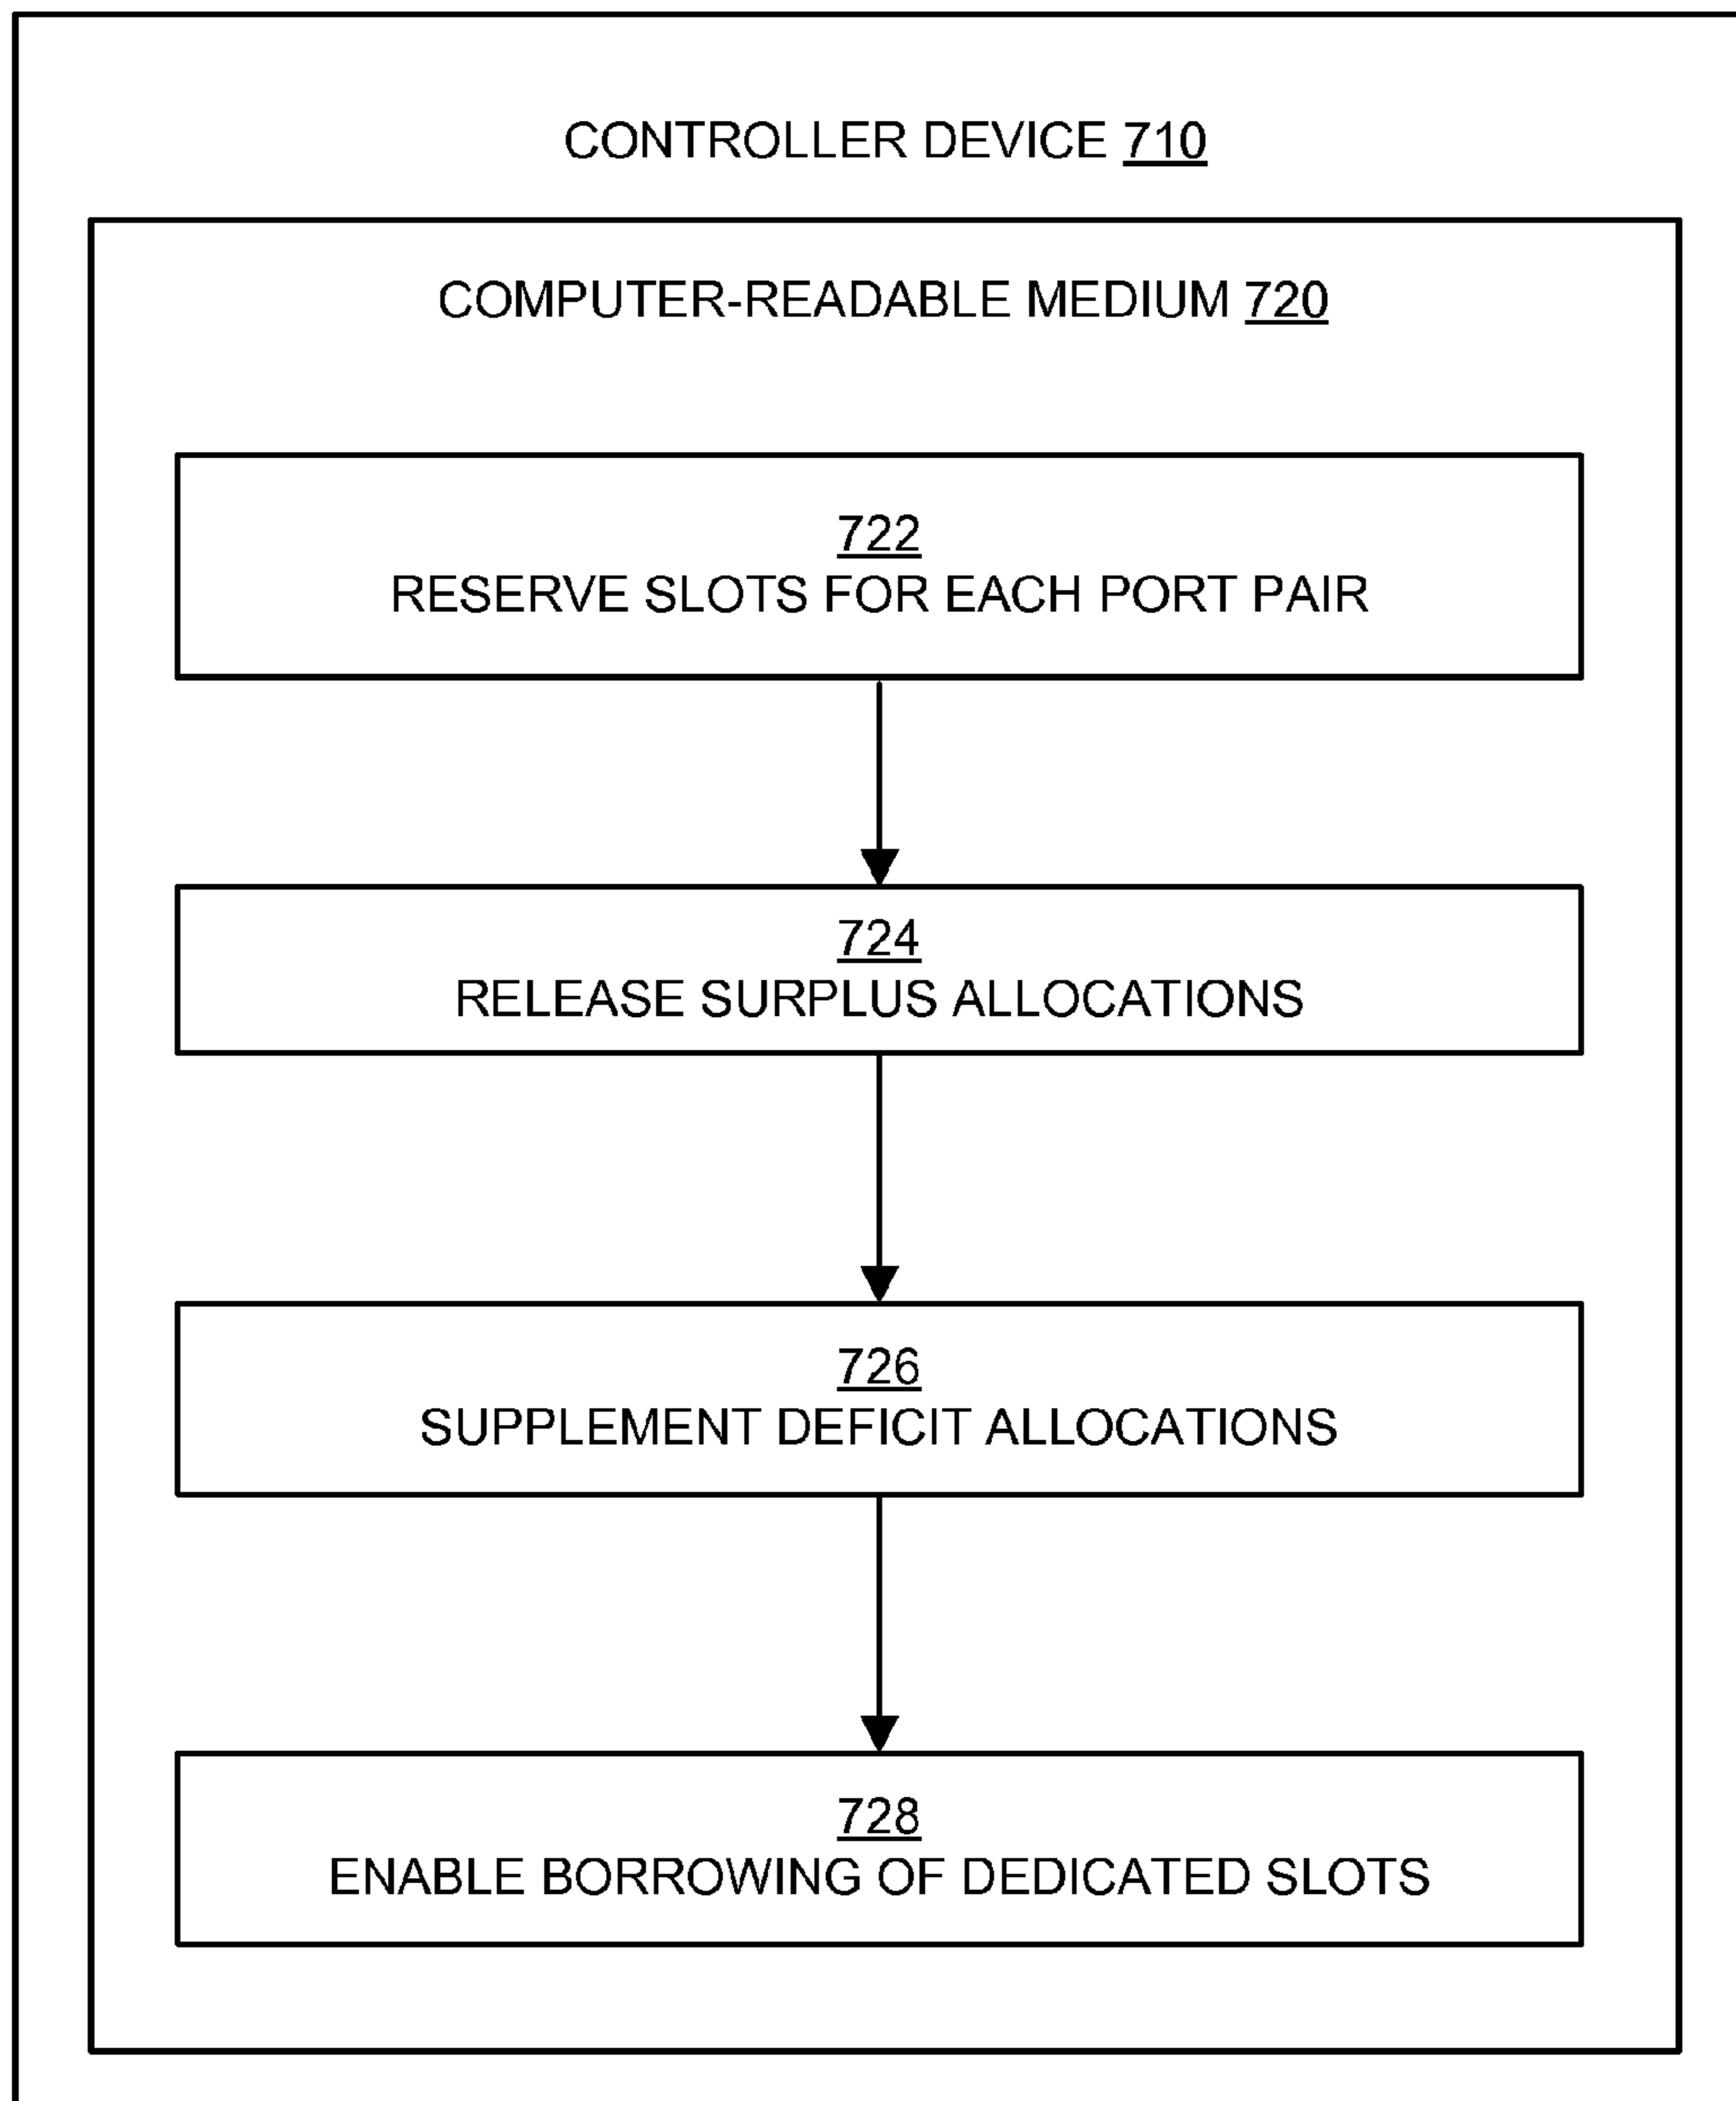 CONTROLLER DEVICE 710
COMPUTER-READABLE MEDIUM 720
722
RESERVE SLOTS FOR EACH PORT PAIR
724
RELEASE SURPLUS ALLOCATIONS
726
SUPPLEMENT DEFICIT ALLOCATIONS
728
ENABLE BORROWING OF DEDICATED SLOTS